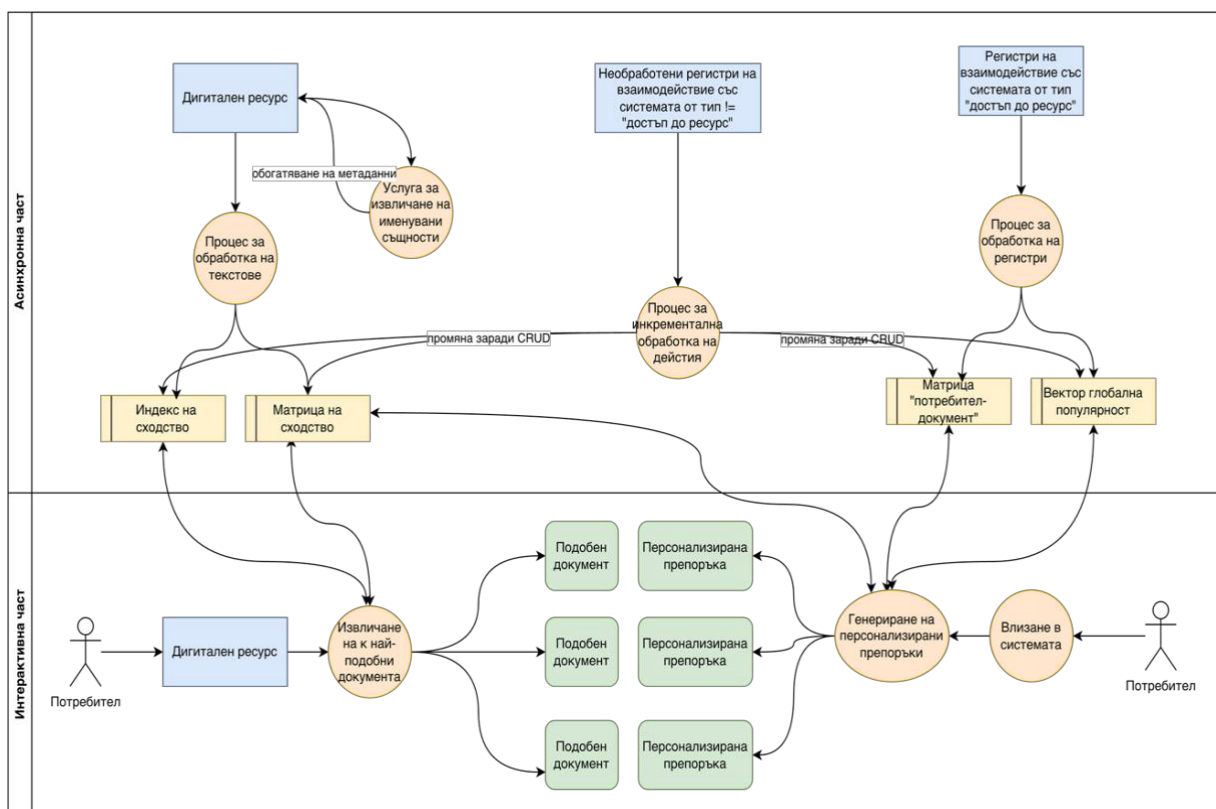 Асинхронна част
Дигитален ресурс
Необработени регистри на
взаимодействие със
системата от тип !=
"достъп до ресурс"
Регистри на
взаимодействие със
системата от тип
"достъп до ресурс"
обогатяване на метаданни
Услуга за
извличане на
именувани
същности
Процес за
обработка на
текстове
Процес за
обработка на
регистри
Процес за
инкрементална
обработка на
дейстия
промяна заради CRUD
промяна заради CRUD
Индекс на
сходство
Матрица на
сходство
Матрица
"потребител-
документ"
Вектор глобална
популярност
Интерактивна част
Потребител
Дигитален ресурс
Извличане
на к най-
подобни
документа
Подобен
документ
Персонализирана
препоръка
Подобен
документ
Персонализирана
препоръка
Подобен
документ
Персонализирана
препоръка
Генериране на
персонализирани
препоръки
Влизане в
системата
Потребител